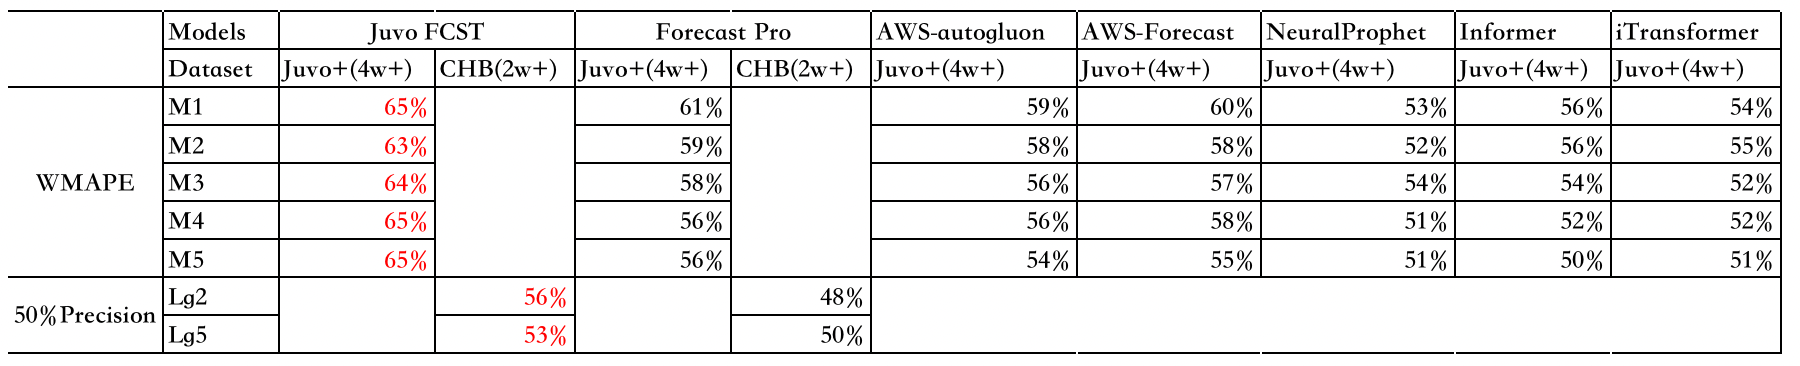 Models Juvo FCST Forecast Pro AWS-autogluon AWS-Forecast NeuralProphet Informer iTransformer
Dataset Juvo+(4w+) CHB(2w+) Juvo+(4w+) CHB(2w+) Juvo+(4w+) Juvo+(4w+) Juvo+(4w+) Juvo+(4w+) Juvo+(4w+)
M1 65% 61% 59% 60% 53% 56% 54%
M2 63% 59% 58% 58% 52% 56% 55%
WMAPE M3 64% 58% 56% 57% 54% 54% 52%
M4 65% 56% 56% 58% 51% 52% 52%
M5 65% 56% 54% 55% 51% 50% 51%
50%Precision Lg2 56% 48%
Lg5 53% 50%